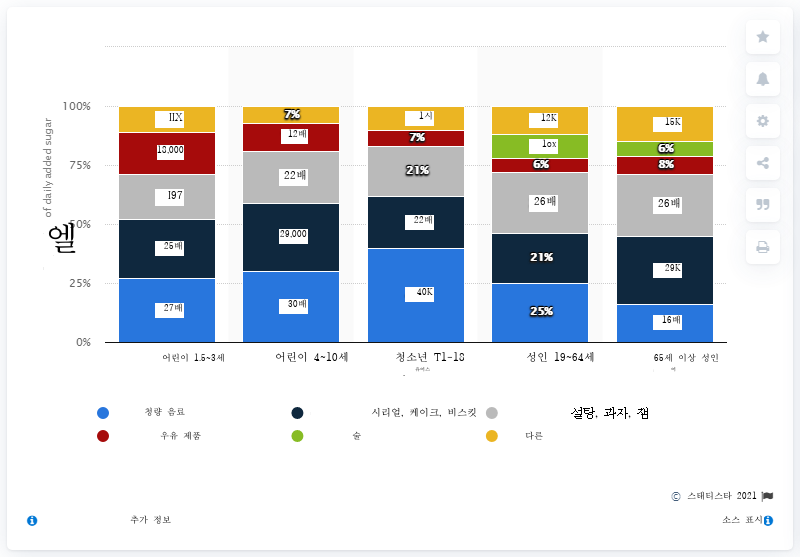 100%
75%
50%
25%
0%
of daily added sugar
엘
IIX
18,000
I97
25배
27배
7%
12배
22배
29,000
30배
1시
7%
21%
22배
40K
12K
1ox
6%
26배
21%
25%
15K
6%
8%
26배
29K
16배
어린이 1.5~3세
어린이 4~10세
청소년 T1-18
성인 19~64세
65세 이상 성인
청량 음료
시리얼, 케이크, 비스킷
설탕, 과자, 잼
우유 제품
술
다른
© 스태티스타 2021
추가 정보
소스 표시